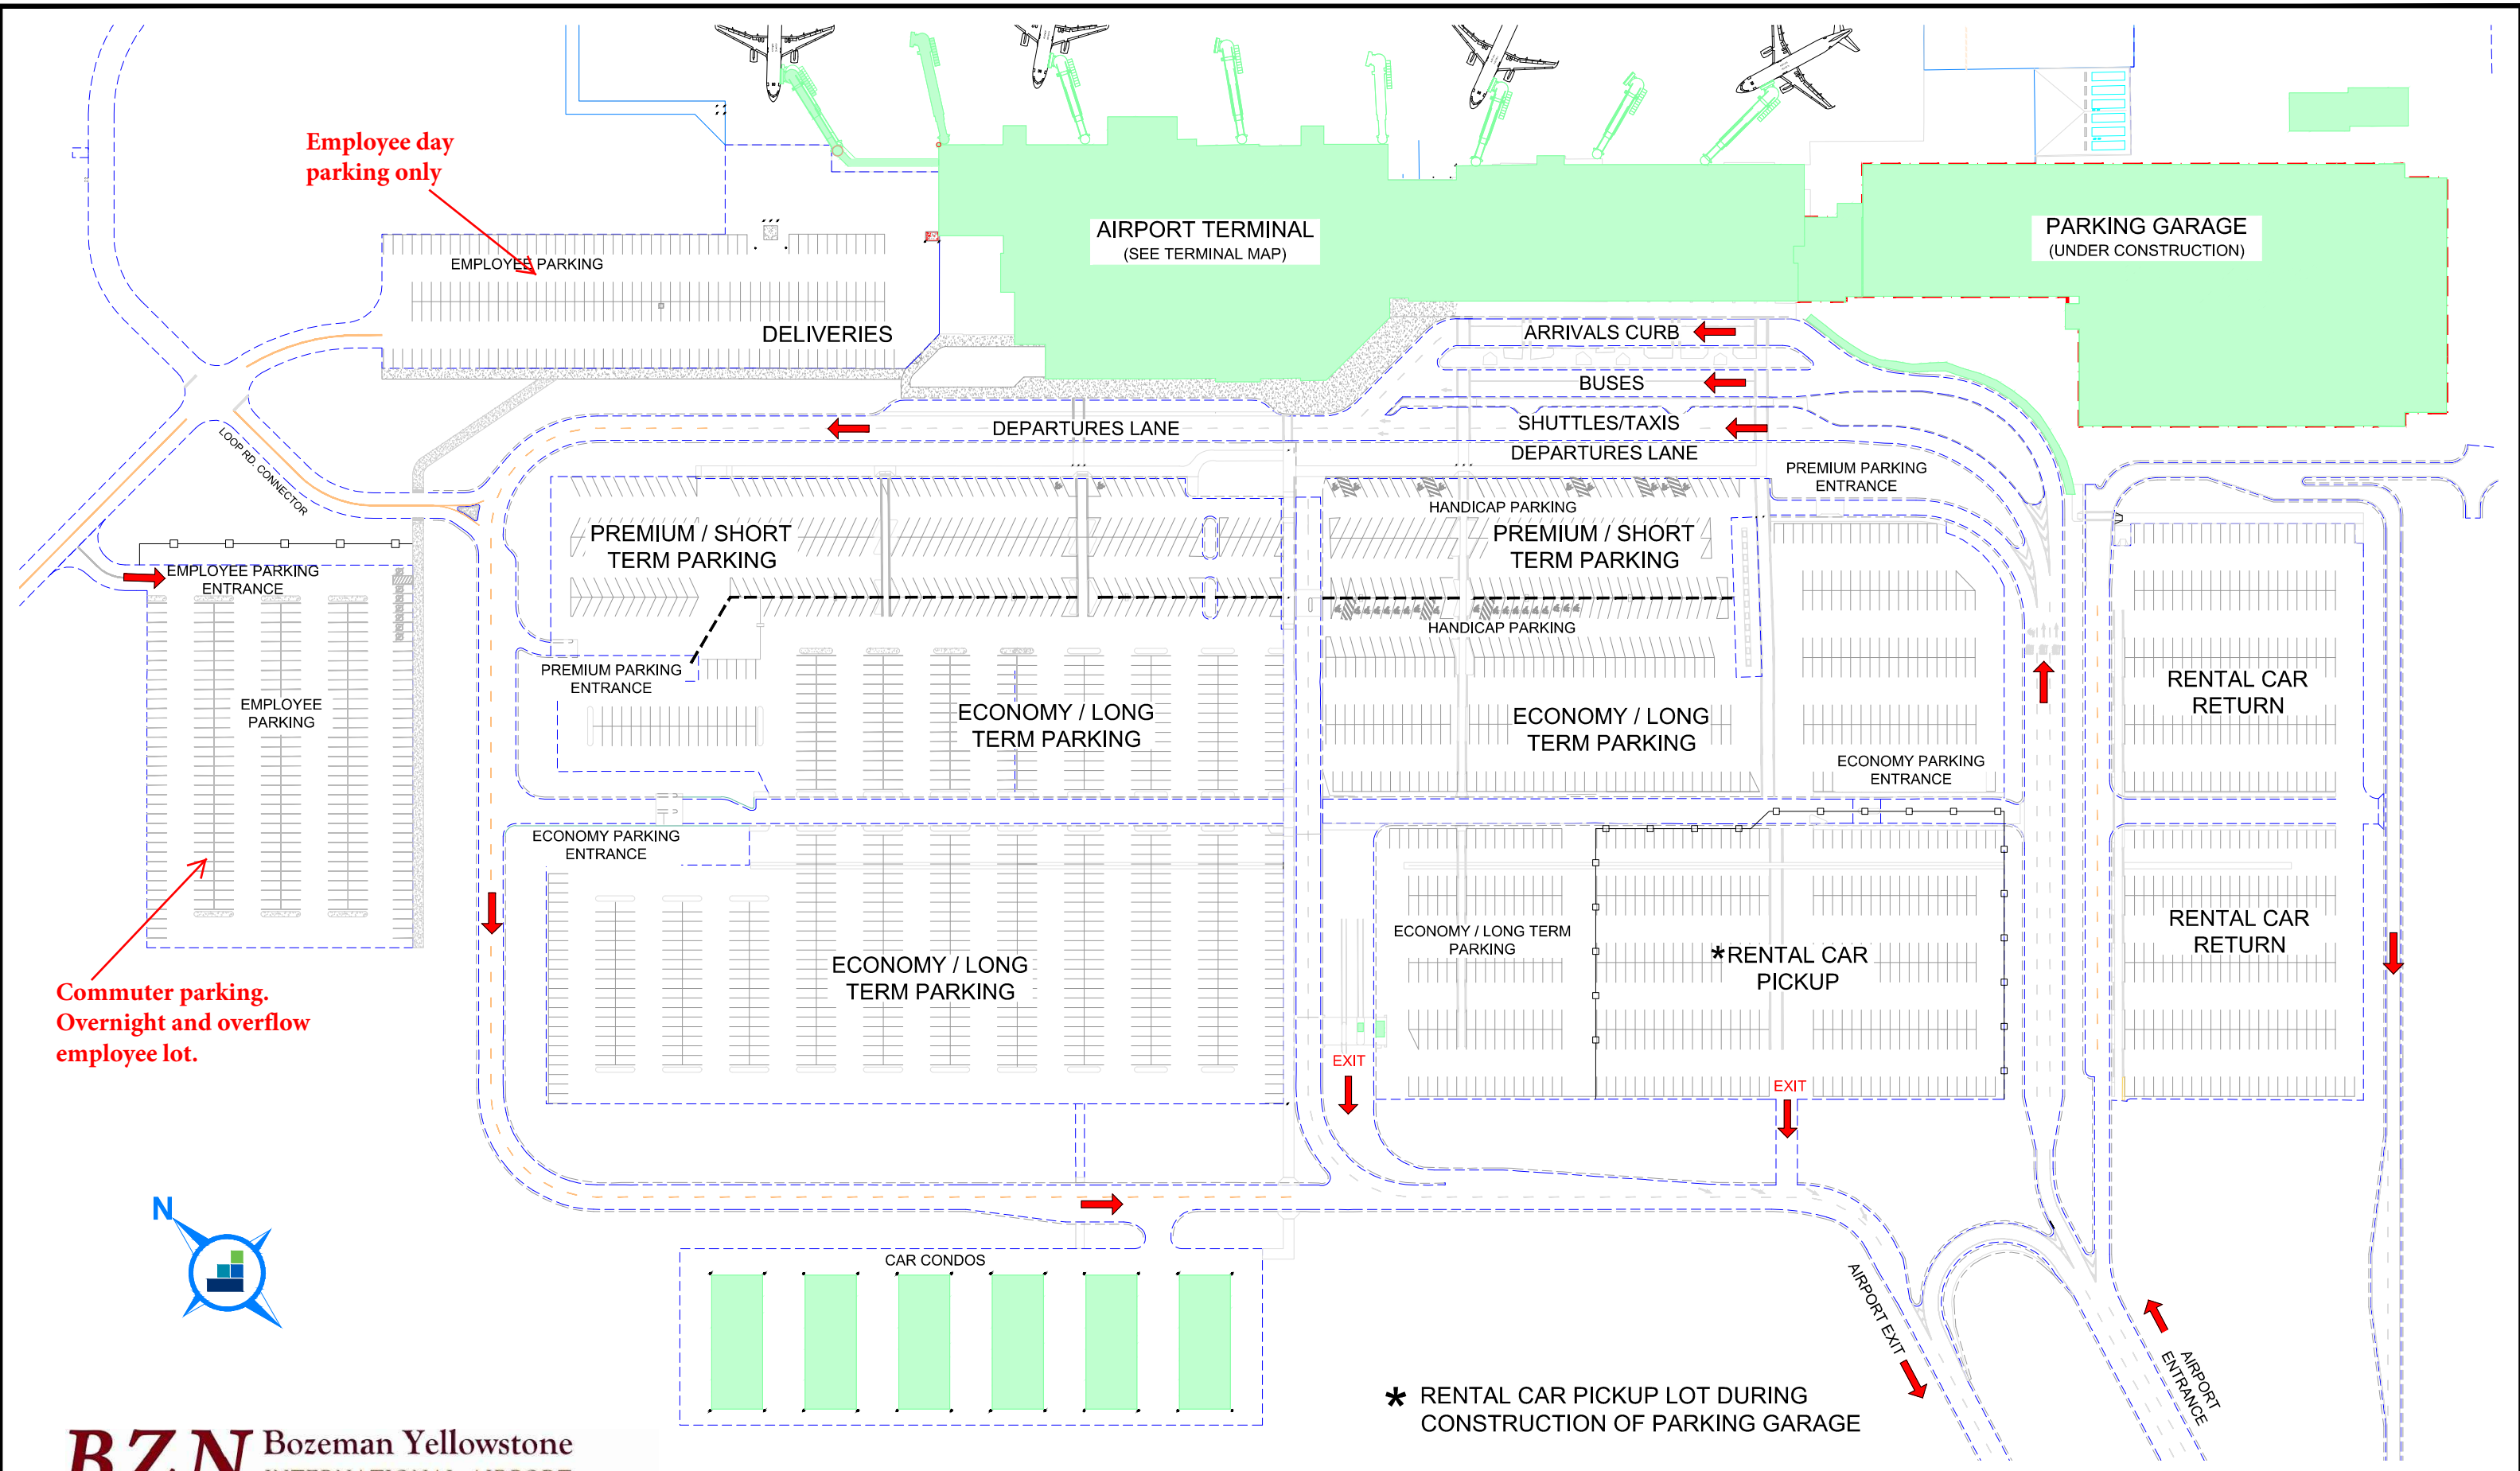 Employee day
parking only
EMPLOYEE PARKING
DELIVERIES
AIRPORT TERMINAL
(SEE TERMINAL MAP)
PARKING GARAGE
(UNDER CONSTRUCTION)
ARRIVALS CURB
BUSES
SHUTTLES/TAXIS
DEPARTURES LANE
DEPARTURES LANE
LOOP RD. CONNECTOR
PREMIUM PARKING
ENTRANCE
HANDICAP PARKING
PREMIUM / SHORT
TERM PARKING
PREMIUM / SHORT
TERM PARKING
EMPLOYEE PARKING
ENTRANCE
HANDICAP PARKING
PREMIUM PARKING
ENTRANCE
EMPLOYEE
PARKING
ECONOMY / LONG
TERM PARKING
ECONOMY / LONG
TERM PARKING
RENTAL CAR
RETURN
ECONOMY PARKING
ENTRANCE
ECONOMY PARKING
ENTRANCE
ECONOMY / LONG
TERM PARKING
ECONOMY / LONG TERM
PARKING
*RENTAL CAR
PICKUP
RENTAL CAR
RETURN
Commuter parking.
Overnight and overflow
employee lot.
EXIT
EXIT
N
CAR CONDOS
AIRPORT EXIT
AIRPORT
ENTRANCE
* RENTAL CAR PICKUP LOT DURING
CONSTRUCTION OF PARKING GARAGE
BZN Bozeman Yellowstone
INTERNATIONAL AIRPORT